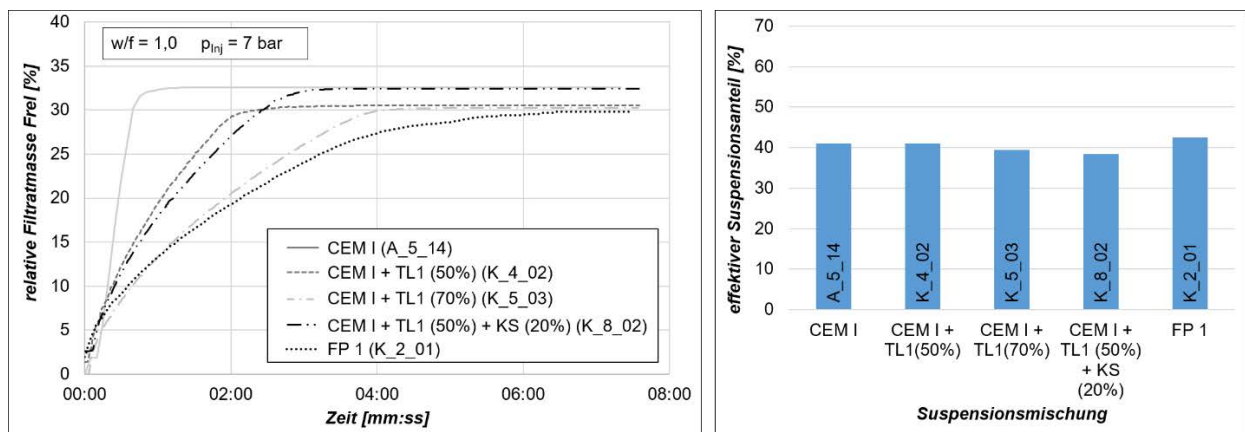 relative Filtratmasse Frel [%]
40
35
30
25
20
15
10
5
0
w/f = 1,0 pInj = 7 bar
CEM I (A_5_14)
CEM I + TL1 (50%) (K_4_02)
CEM I + TL1 (70%) (K_5_03)
CEM I + TL1 (50%) + KS (20%) (K_8_02)
FP 1 (K_2_01)
00:00 02:00 04:00 06:00 08:00
Zeit [mm:ss]
effektiver Suspensionsanteil [%]
70
60
50
40
30
20
10
0
A_5_14
K_4_02
K_5_03
K_8_02
K_2_01
CEM I
CEM I +
TL1(50%)
CEM I +
TL1(70%)
CEM I +
TL1 (50%)
+ KS
(20%)
FP 1
Suspensionsmischung